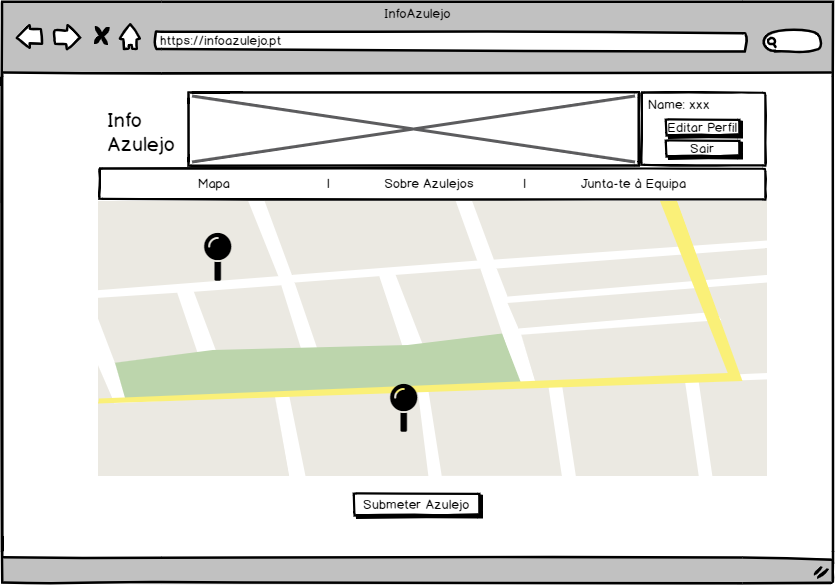 InfoAzulejo
https://infoazulejo.pt
Info
Azulejo
Name: xxx
Editar Perfil
Sair
Mapa | Sobre Azulejos | Junta-te à Equipa
Submeter Azulejo